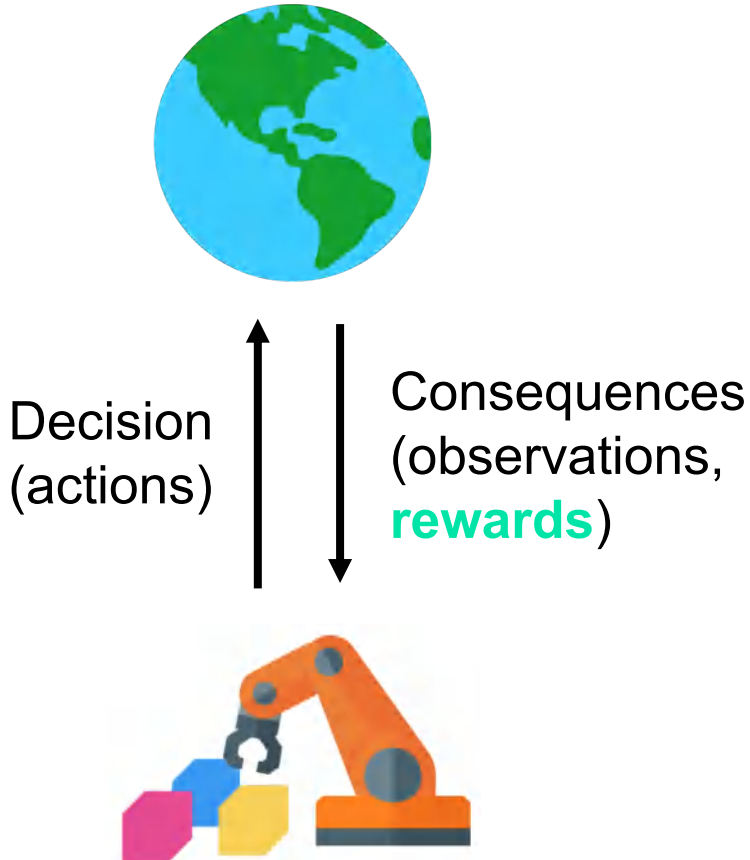 Decision
(actions)
Consequences
(observations,
rewards)